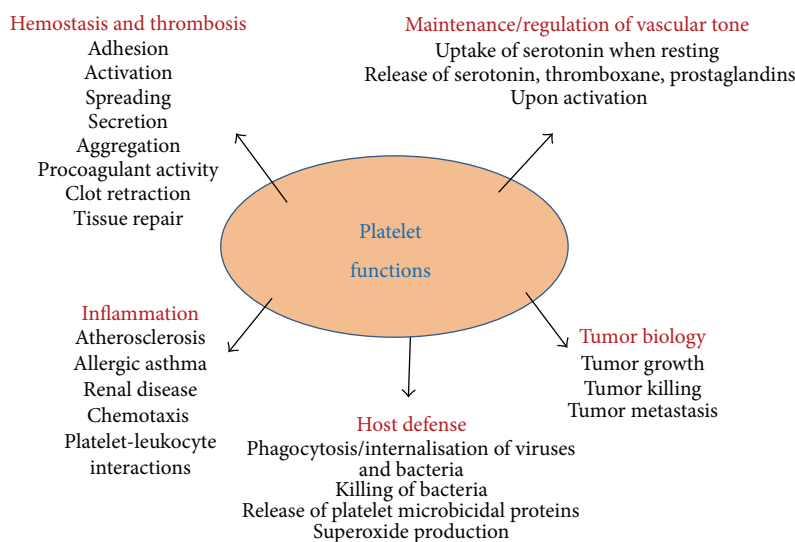 Hemostasis and thrombosis
Adhesion
Activation
Spreading
Secretion
Aggregation
Procoagulant activity
Clot retraction
Tissue repair
Maintenance/regulation of vascular tone
Uptake of serotonin when resting
Release of serotonin, thromboxane, prostaglandins
Upon activation
Platelet
functions
Inflammation
Atherosclerosis
Allergic asthma
Renal disease
Chemotaxis
Platelet-leukocyte
interactions
Host defense
Phagocytosis/internalisation of viruses
and bacteria
Killing of bacteria
Release of platelet microbicidal proteins
Superoxide production
Tumor biology
Tumor growth
Tumor killing
Tumor metastasis